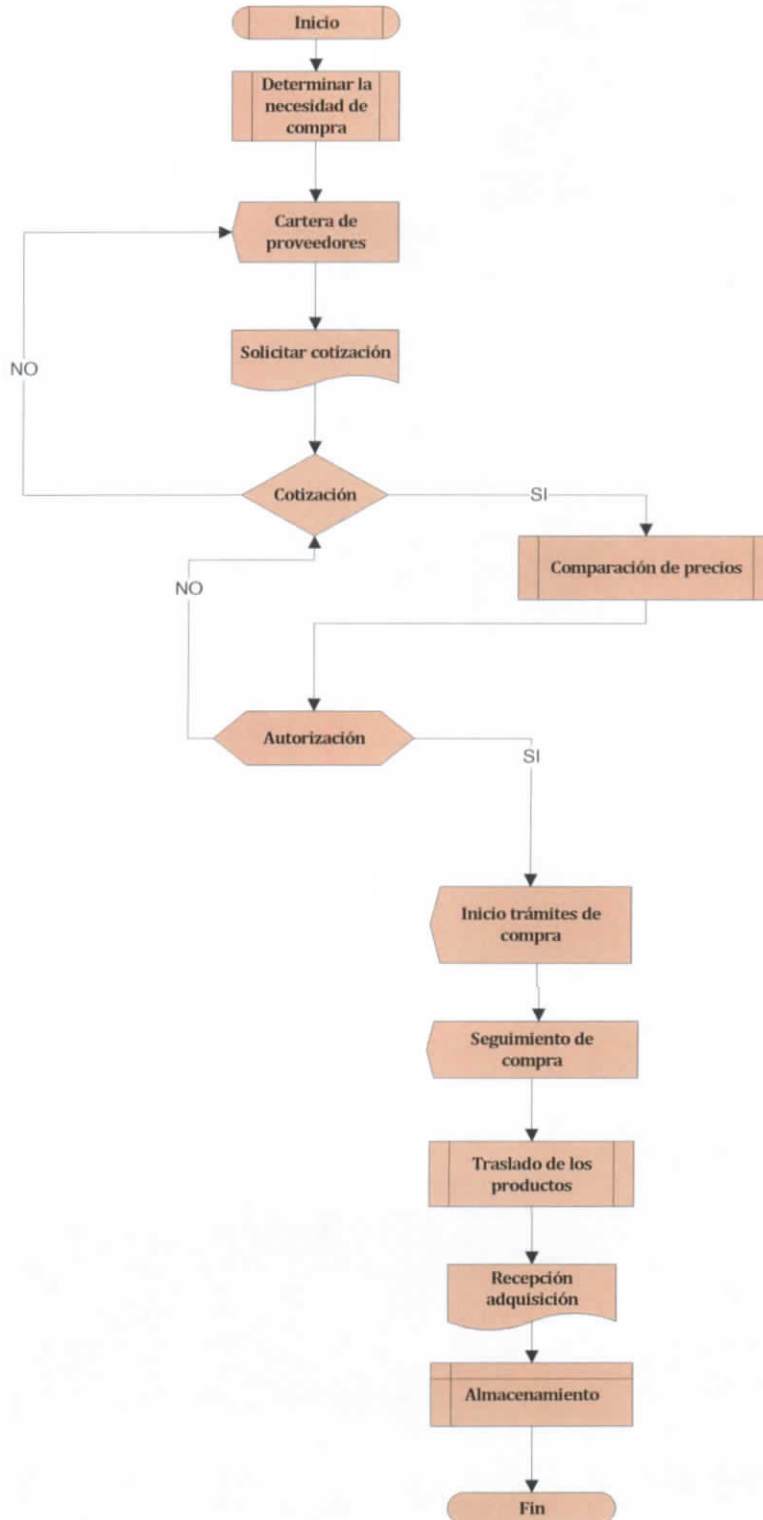 Inicio
Determinar la
necesidad de
compra
Cartera de
proveedores
Solicitar cotización
NO
Cotización
SI
Comparación de precios
NO
Autorización
SI
Inicio trámites de
compra
Seguimiento de
compra
Traslado de los
productos
Recepción
adquisición
Almacenamiento
Fin